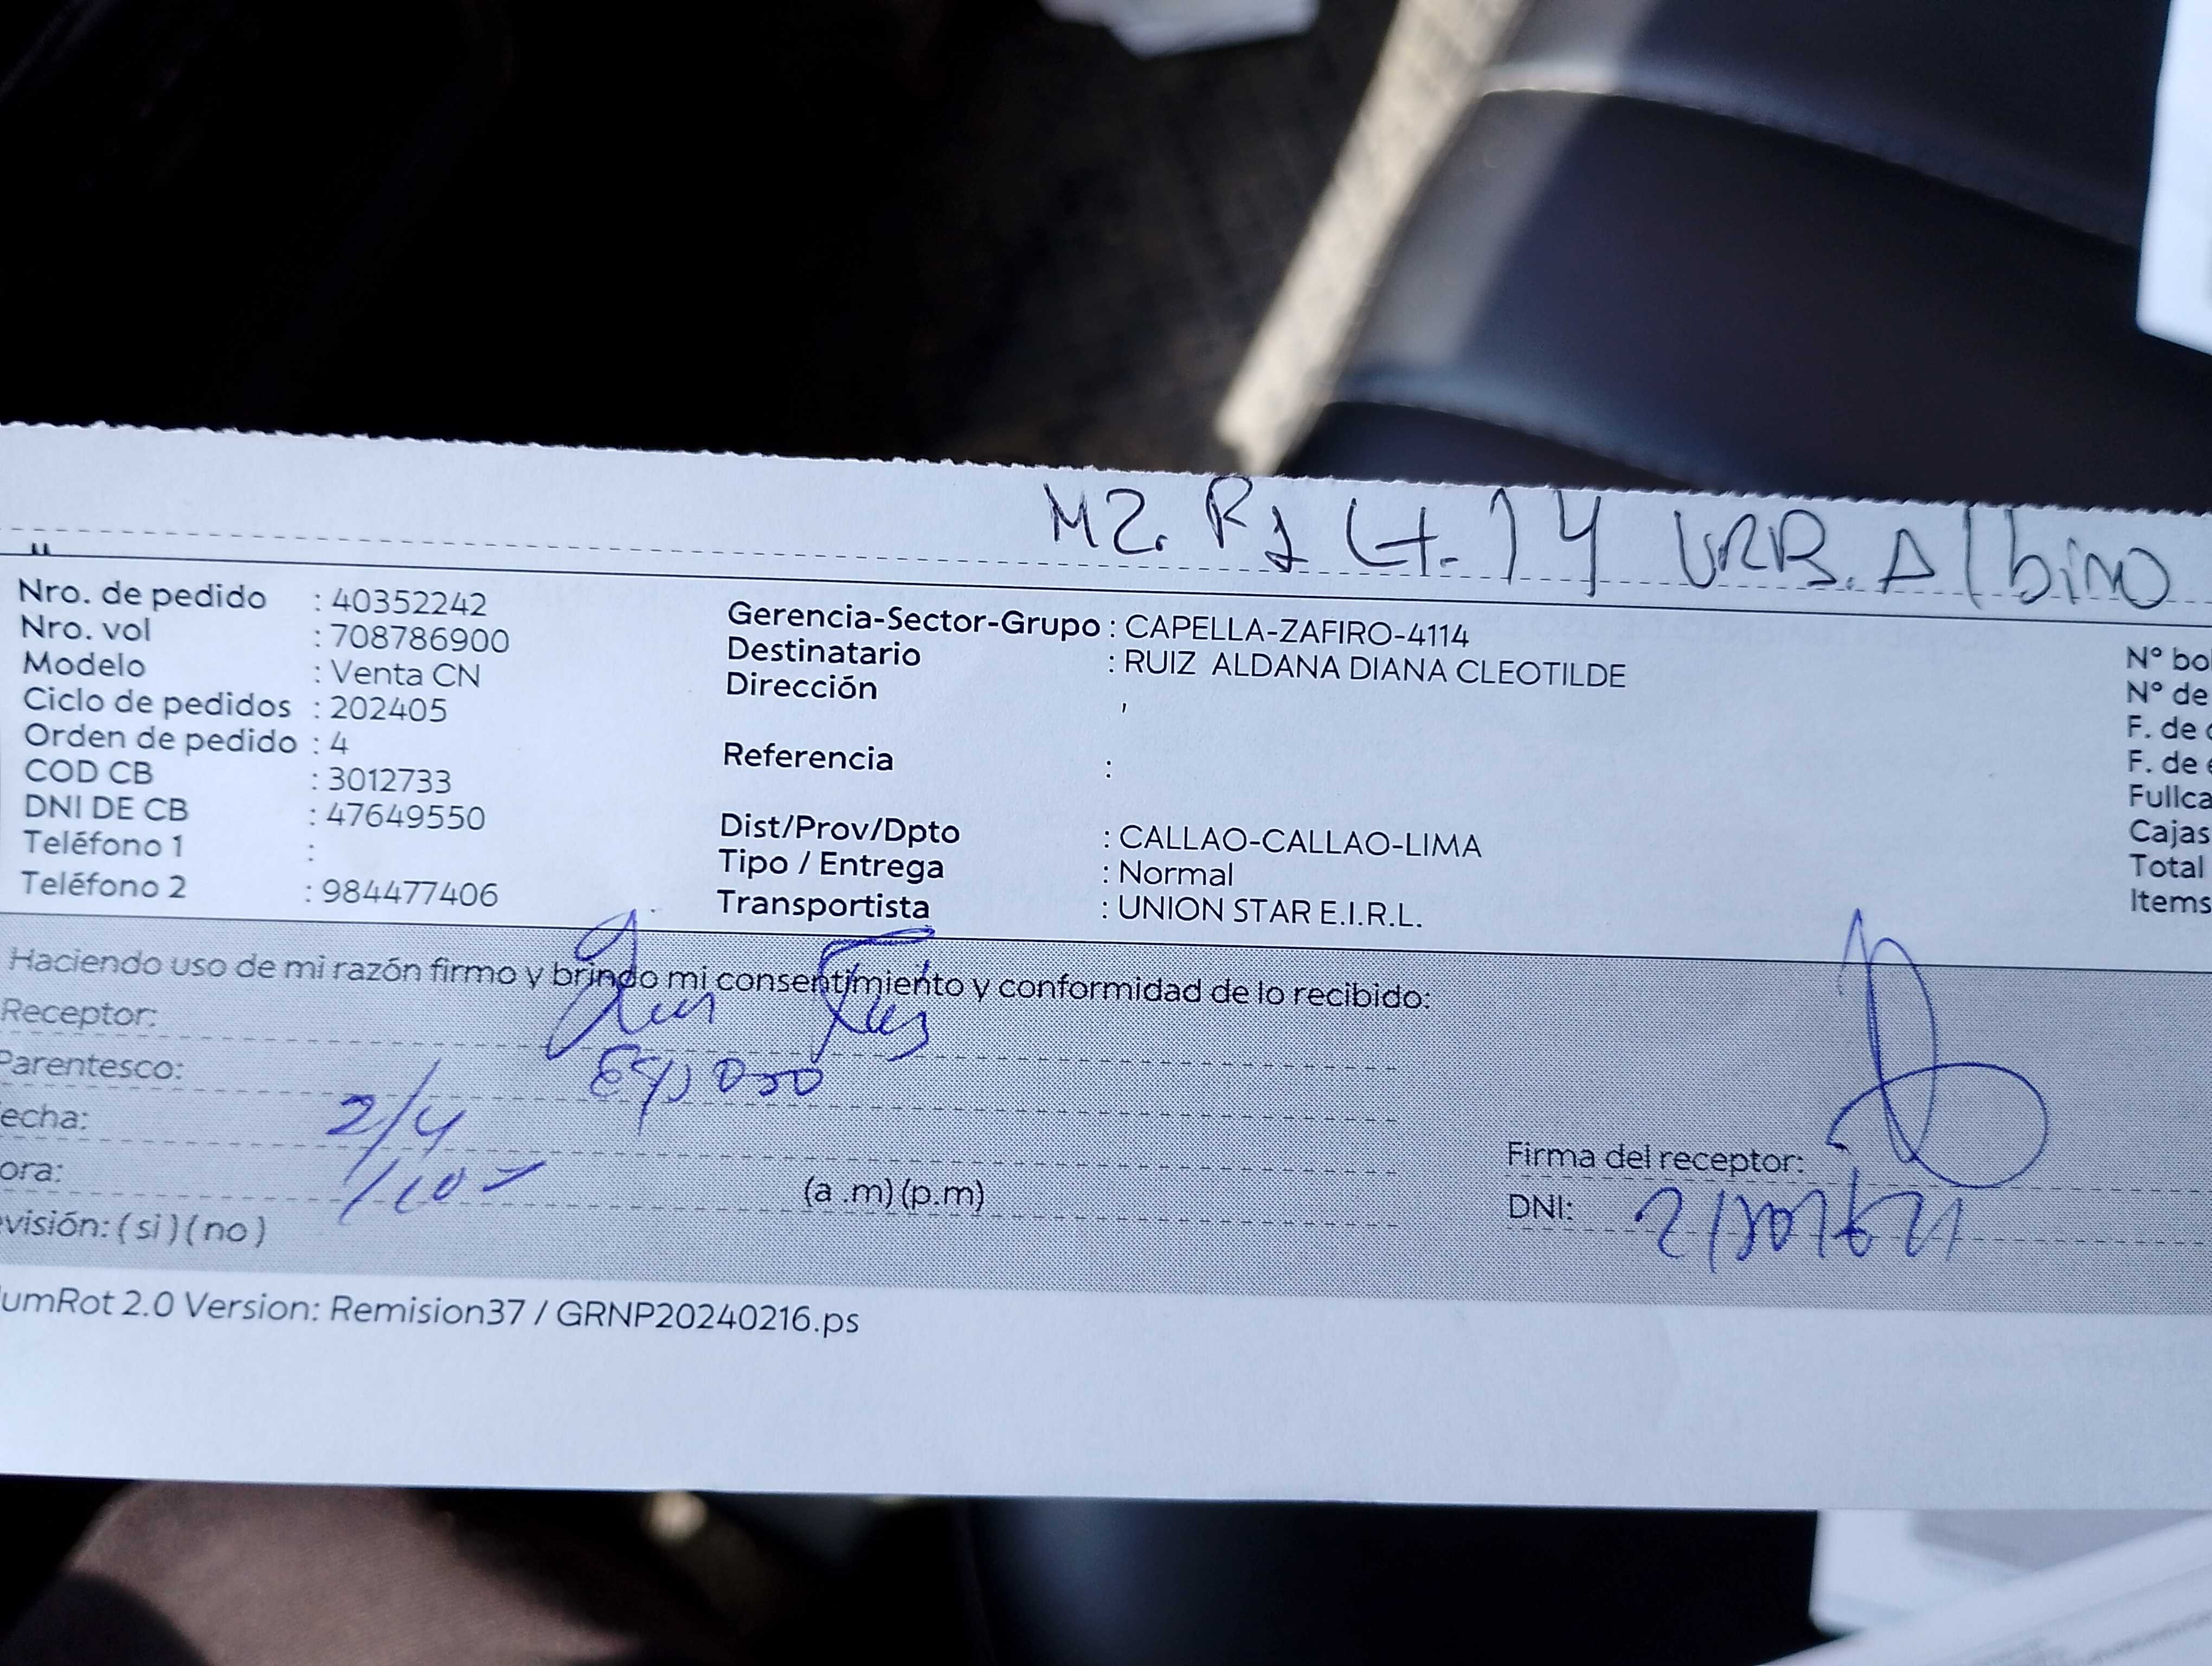 MZ. R1 Lt. 14 URB. Albino
Nro. de pedido : 40352242
Nro. vol : 708786900
Modelo : Venta CN
Ciclo de pedidos : 202405
Orden de pedido : 4
COD CB : 3012733
DNI DE CB : 47649550
Teléfono 1 :
Teléfono 2 : 984477406
Gerencia-Sector-Grupo : CAPELLA-ZAFIRO-4114
Destinatario : RUIZ ALDANA DIANA CLEOTILDE
Dirección ,
Referencia :
Dist/Prov/Dpto : CALLAO-CALLAO-LIMA
Tipo / Entrega : Normal
Transportista : UNION STAR E.I.R.L.
N° bo
N° de
F. de
F. de
Fullca
Cajas
Total
Items
Haciendo uso de mi razón firmo y brindo mi consentimiento y conformidad de lo recibido:
Receptor:
Parentesco: Esposo
echa: 2/4
ora: (a .m) (p.m)
visión: ( si ) ( no )
Firma del receptor:
DNI:
umRot 2.0 Version: Remision37 / GRNP20240216.ps